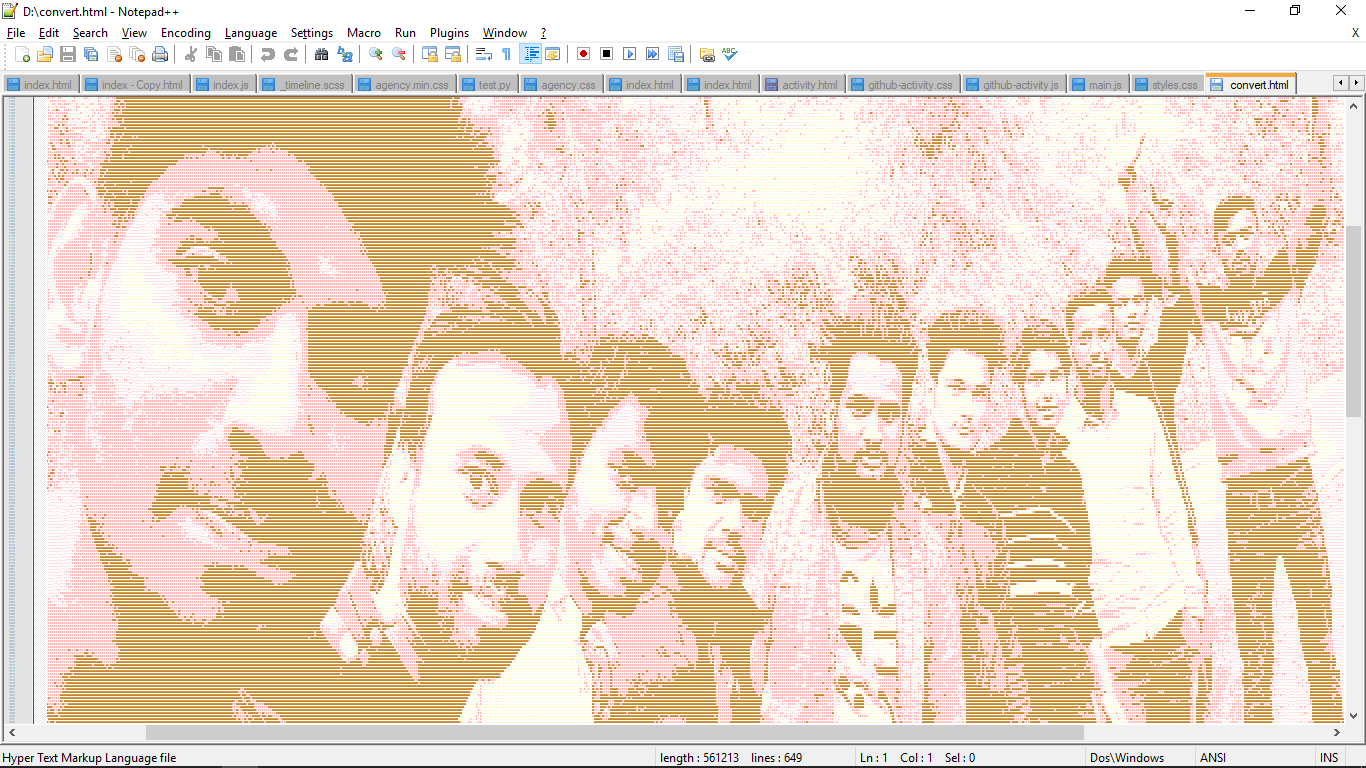 D:\convert.html - Notepad++
File Edit Search View Encoding Language Settings Macro Run Plugins Window ? X
index.html index - Copy.html index.js _timeline.scss agency.min.css test.py agency.css index.html index.html activity.html github-activity.css github-activity.js main.js styles.css convert.html
Hyper Text Markup Language file length : 561213 lines : 649 Ln : 1 Col : 1 Sel : 0 Dos\Windows ANSI INS